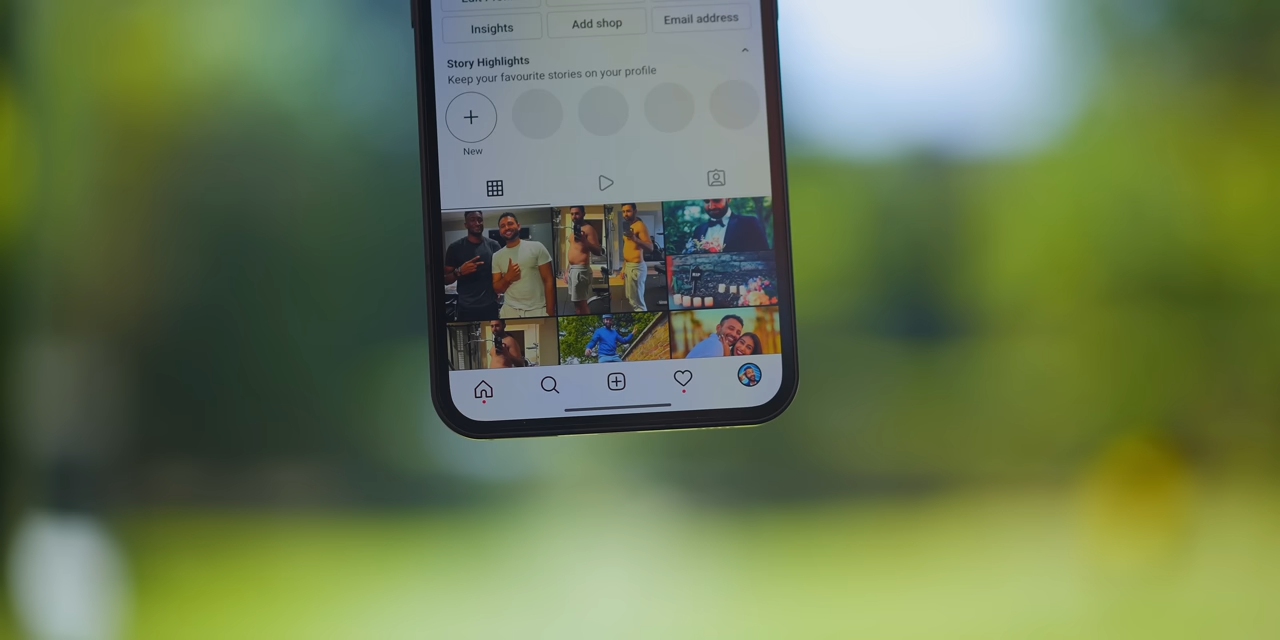 Insights
Add shop
Email address
Story Highlights
Keep your favourite stories on your profile
New